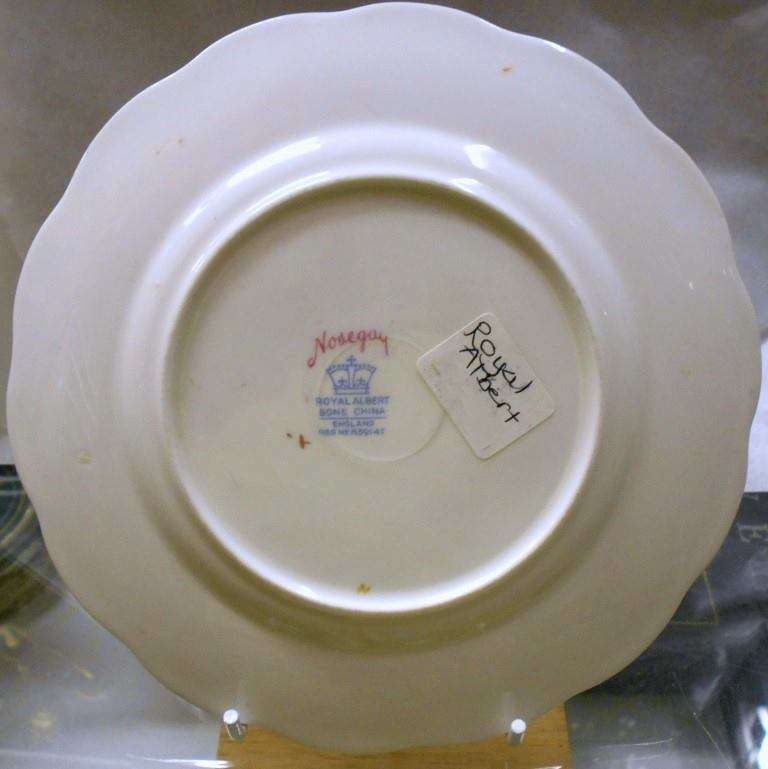 Nosegay
ROYAL ALBERT
BONE CHINA
ENGLAND
Royal
Albert